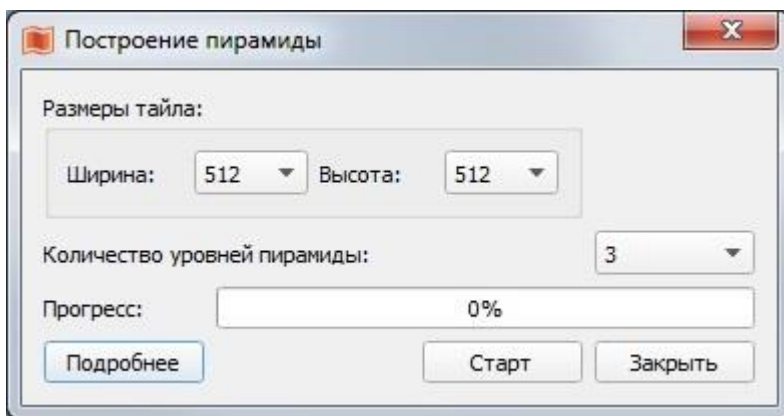 Построение пирамиды
Размеры тайла:
Ширина: 512 Высота: 512
Количество уровней пирамиды: 3
Прогресс: 0%
Подробнее Старт Закрыть